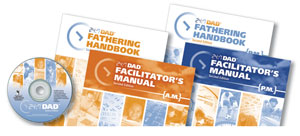 24/7 DAD
FATHERING
HANDBOOK
24/7 DAD
FACILITATOR'S
MANUAL
{A.M.}
24/7 DAD
FATHERING
HANDBOOK
{P.M.}
24/7 DAD
FACILITATOR'S
MANUAL
{P.M.}
24/7 DAD